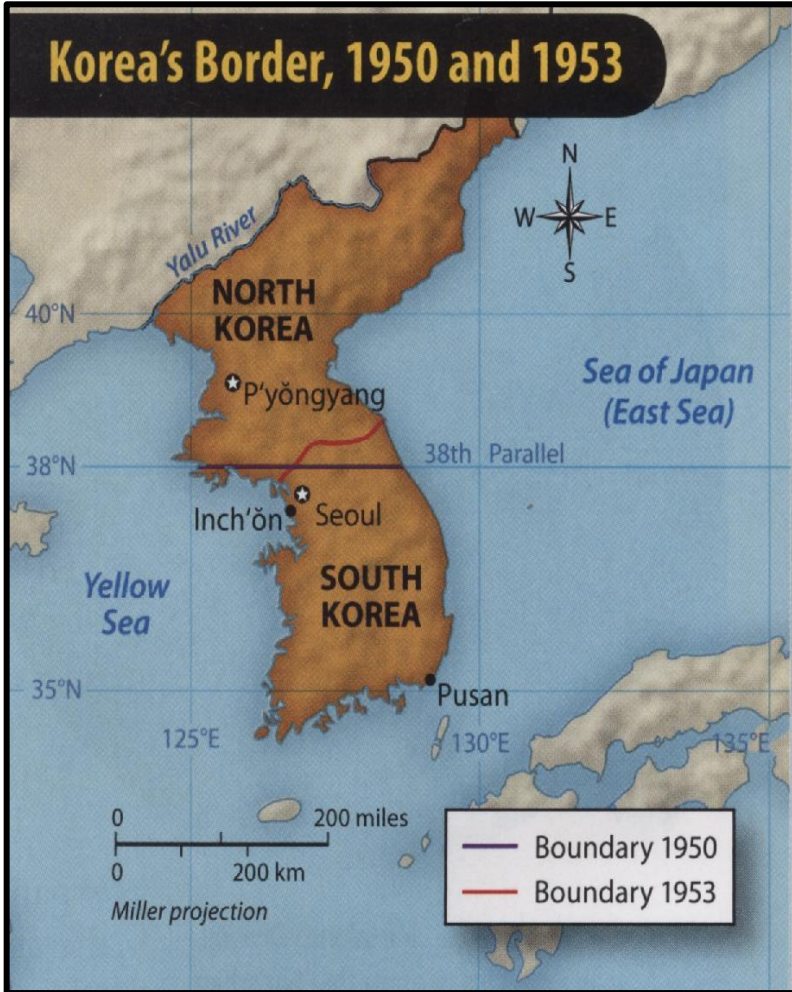 Korea's Border, 1950 and 1953
N
W E
S
Yalu River
NORTH
KOREA
40°N
P'yŏngyang
Sea of Japan
(East Sea)
38°N
38th Parallel
Inch'ŏn
Seoul
Yellow
Sea
SOUTH
KOREA
35°N
Pusan
125°E
130°E
135°E
0 200 miles
0 200 km
Miller projection
Boundary 1950
Boundary 1953